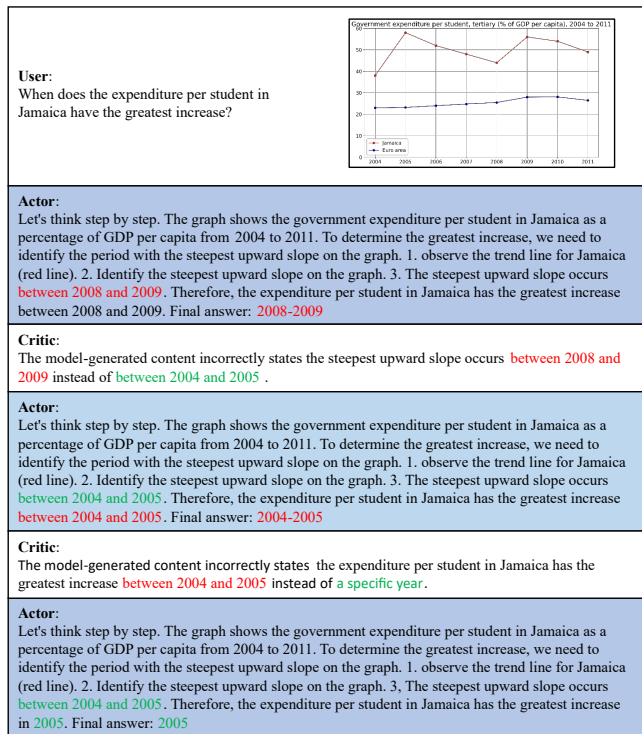 User:
When does the expenditure per student in
Jamaica have the greatest increase?
Government expenditure per student, tertiary (% of GDP per capita), 2004 to 2011
60
50
40
30
20
10
0
Jamaica
Euro area
2004 2005 2006 2007 2008 2009 2010 2011
Actor:
Let's think step by step. The graph shows the government expenditure per student in Jamaica as a
percentage of GDP per capita from 2004 to 2011. To determine the greatest increase, we need to
identify the period with the steepest upward slope on the graph. 1. observe the trend line for Jamaica
(red line). 2. Identify the steepest upward slope on the graph. 3. The steepest upward slope occurs
between 2008 and 2009. Therefore, the expenditure per student in Jamaica has the greatest increase
between 2008 and 2009. Final answer: 2008-2009
Critic:
The model-generated content incorrectly states the steepest upward slope occurs between 2008 and
2009 instead of between 2004 and 2005 .
Actor:
Let's think step by step. The graph shows the government expenditure per student in Jamaica as a
percentage of GDP per capita from 2004 to 2011. To determine the greatest increase, we need to
identify the period with the steepest upward slope on the graph. 1. observe the trend line for Jamaica
(red line). 2. Identify the steepest upward slope on the graph. 3. The steepest upward slope occurs
between 2004 and 2005. Therefore, the expenditure per student in Jamaica has the greatest increase
between 2004 and 2005. Final answer: 2004-2005
Critic:
The model-generated content incorrectly states the expenditure per student in Jamaica has the
greatest increase between 2004 and 2005 instead of a specific year.
Actor:
Let's think step by step. The graph shows the government expenditure per student in Jamaica as a
percentage of GDP per capita from 2004 to 2011. To determine the greatest increase, we need to
identify the period with the steepest upward slope on the graph. 1. observe the trend line for Jamaica
(red line). 2. Identify the steepest upward slope on the graph. 3, The steepest upward slope occurs
between 2004 and 2005. Therefore, the expenditure per student in Jamaica has the greatest increase
in 2005. Final answer: 2005